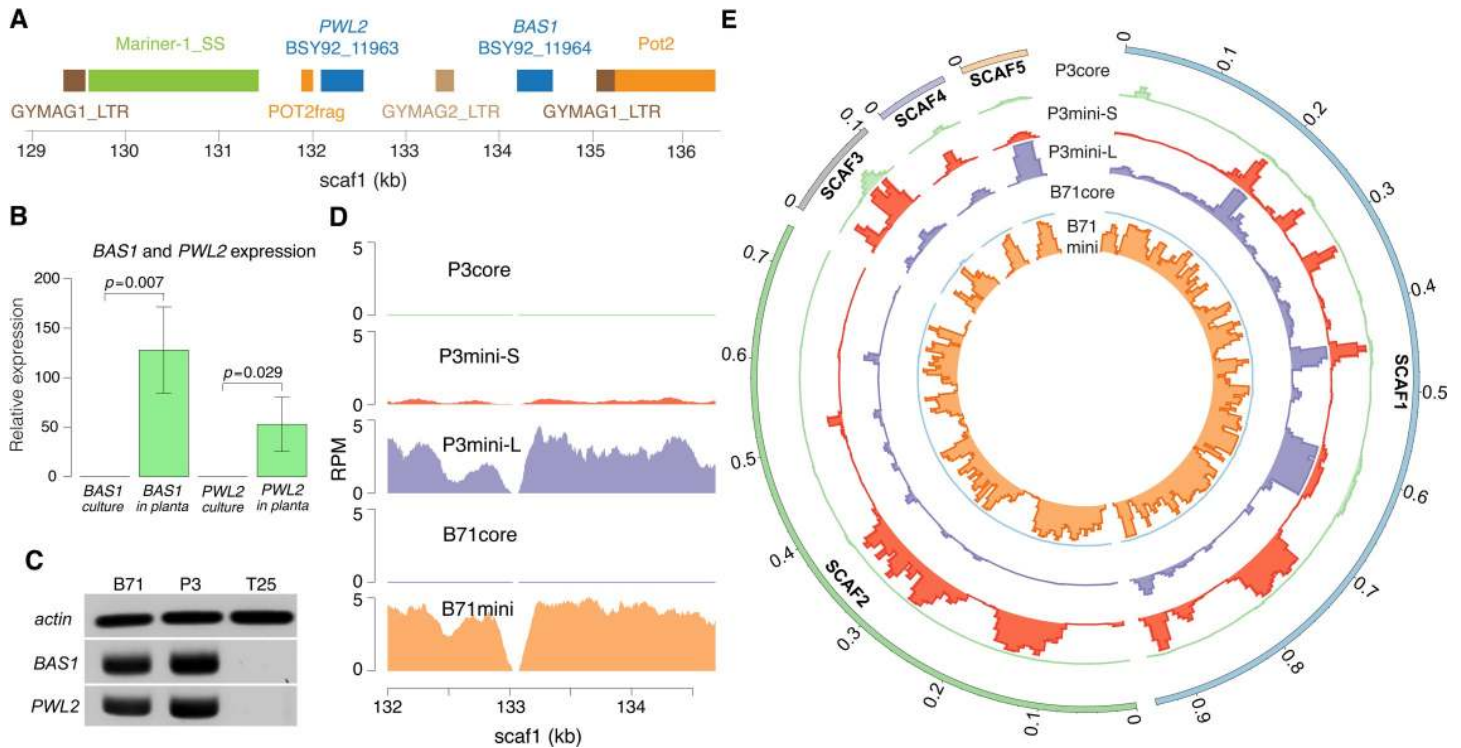 A
PWL2
BAS1
Mariner-1_SS
BSY92_11963
BSY92_11964
Pot2
GYMAG1_LTR
POT2frag
GYMAG2_LTR
GYMAG1_LTR
129 130 131 132 133 134 135 136
scaf1 (kb)
B
BAS1 and PWL2 expression
200
150
100
50
0
Relative expression
p=0.007
p=0.029
BAS1 culture
BAS1 in planta
PWL2 culture
PWL2 in planta
C
B71 P3 T25
actin
BAS1
PWL2
D
RPM
5
P3core
0
5
P3mini-S
0
5
P3mini-L
0
5
B71core
0
5
B71mini
0
132 133 134
scaf1 (kb)
E
P3core
P3mini-S
P3mini-L
B71core
B71
mini
SCAF1
0 0.1 0.2 0.3 0.4 0.5 0.6 0.7 0.8 0.9
SCAF2
0 0.1 0.2 0.3 0.4 0.5 0.6 0.7
SCAF3
0 0.1
SCAF4
0
SCAF5
0